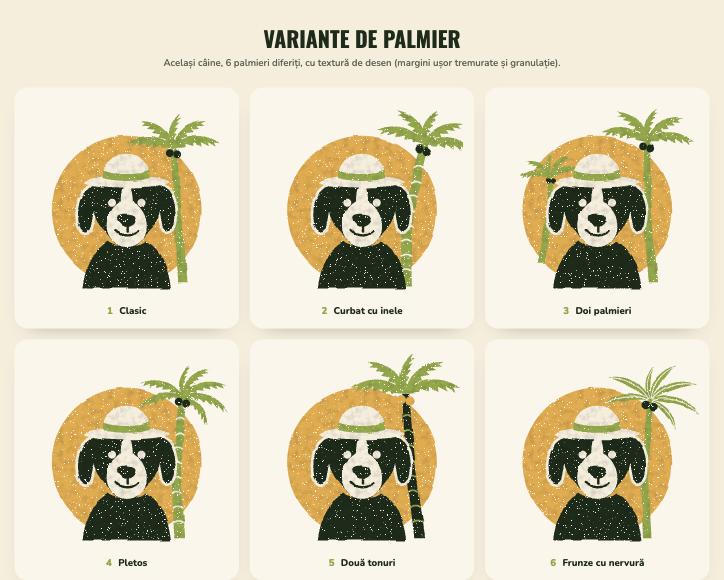 VARIANTE DE PALMIER
Același câine, 6 palmieri diferiți, cu textură de desen (margini ușor tremurate și granulație).
1 Clasic
2 Curbat cu inele
3 Doi palmieri
4 Pletos
5 Două tonuri
6 Frunze cu nervură